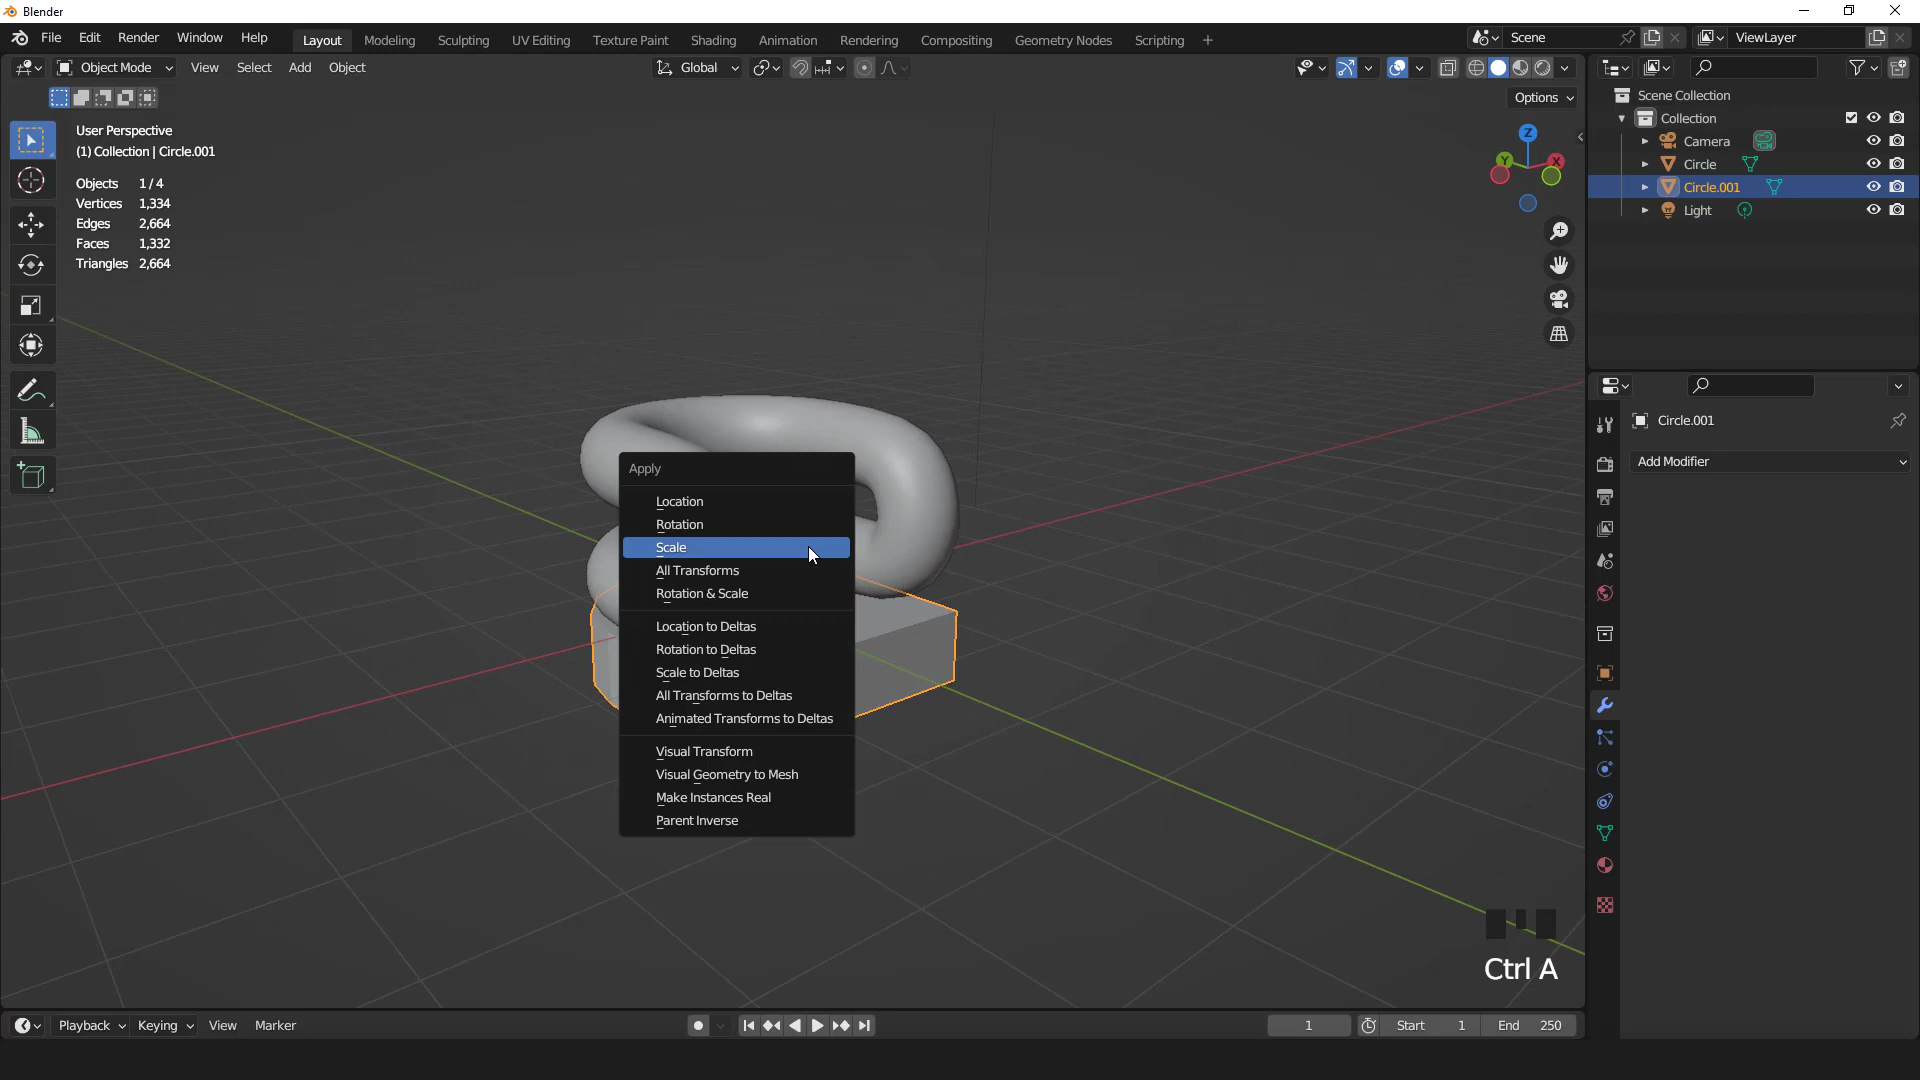 Blender
File Edit Render Window Help
Layout Modeling Sculpting UV Editing Texture Paint Shading Animation Rendering Compositing Geometry Nodes Scripting +
Scene
ViewLayer
Object Mode View Select Add Object
Global
Options
User Perspective
(1) Collection | Circle.001
Objects 1/4
Vertices 1,334
Edges 2,664
Faces 1,332
Triangles 2,664
Z
Y
X
Apply
Location
Rotation
Scale
All Transforms
Rotation & Scale
Location to Deltas
Rotation to Deltas
Scale to Deltas
All Transforms to Deltas
Animated Transforms to Deltas
Visual Transform
Visual Geometry to Mesh
Make Instances Real
Parent Inverse
Ctrl A
Scene Collection
Collection
Camera
Circle
Circle.001
Light
Circle.001
Add Modifier
Playback Keying View Marker
1
Start 1
End 250